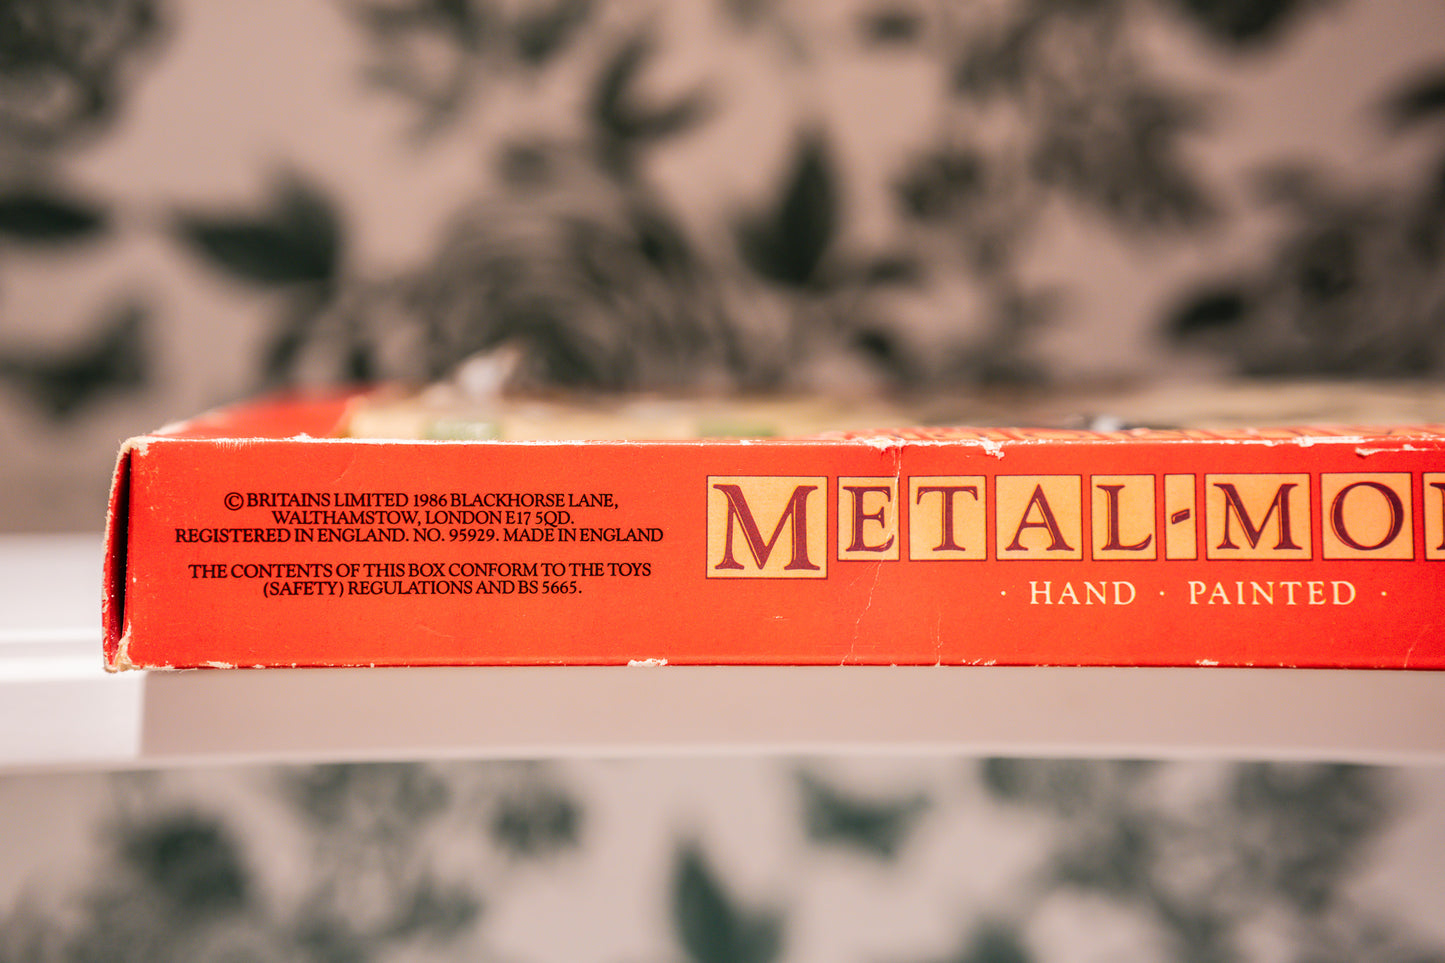 © BRITAINS LIMITED 1986 BLACKHORSE LANE,
WALTHAMSTOW, LONDON E17 5QD.
REGISTERED IN ENGLAND. NO. 95929. MADE IN ENGLAND
THE CONTENTS OF THIS BOX CONFORM TO THE TOYS
(SAFETY) REGULATIONS AND BS 5665.
METAL-MO
· HAND · PAINTED ·